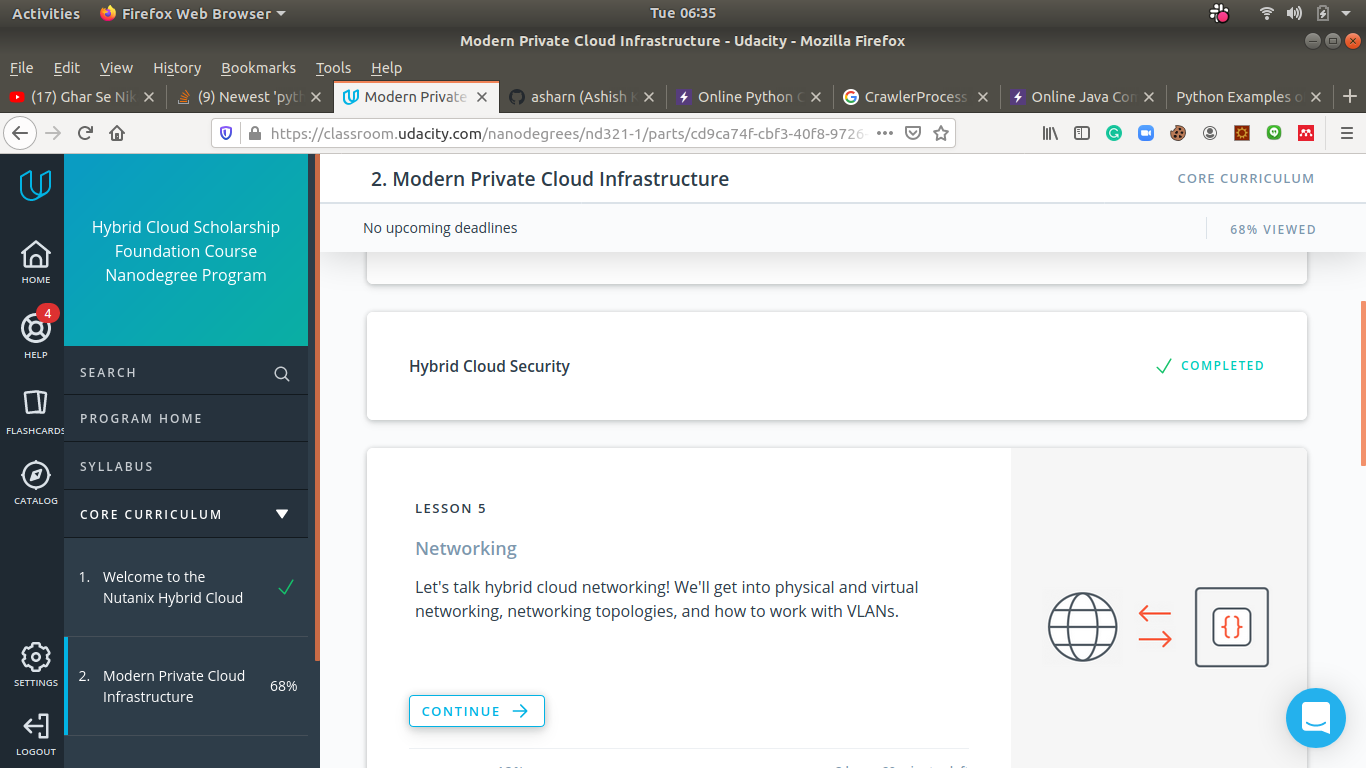 Activities Firefox Web Browser Tue 06:35
Modern Private Cloud Infrastructure - Udacity - Mozilla Firefox
File Edit View History Bookmarks Tools Help
(17) Ghar Se Nik (9) Newest 'pyth Modern Private asharn (Ashish K Online Python C CrawlerProcess Online Java Com Python Examples o
https://classroom.udacity.com/nanodegrees/nd321-1/parts/cd9ca74f-cbf3-40f8-9726-
Hybrid Cloud Scholarship
Foundation Course
Nanodegree Program
HOME
4
HELP
FLASHCARDS
CATALOG
SETTINGS
LOGOUT
SEARCH
PROGRAM HOME
SYLLABUS
CORE CURRICULUM
1. Welcome to the
Nutanix Hybrid Cloud
2. Modern Private Cloud
Infrastructure
68%
2. Modern Private Cloud Infrastructure
CORE CURRICULUM
No upcoming deadlines
68% VIEWED
Hybrid Cloud Security
COMPLETED
LESSON 5
Networking
Let's talk hybrid cloud networking! We'll get into physical and virtual
networking, networking topologies, and how to work with VLANs.
CONTINUE
{}